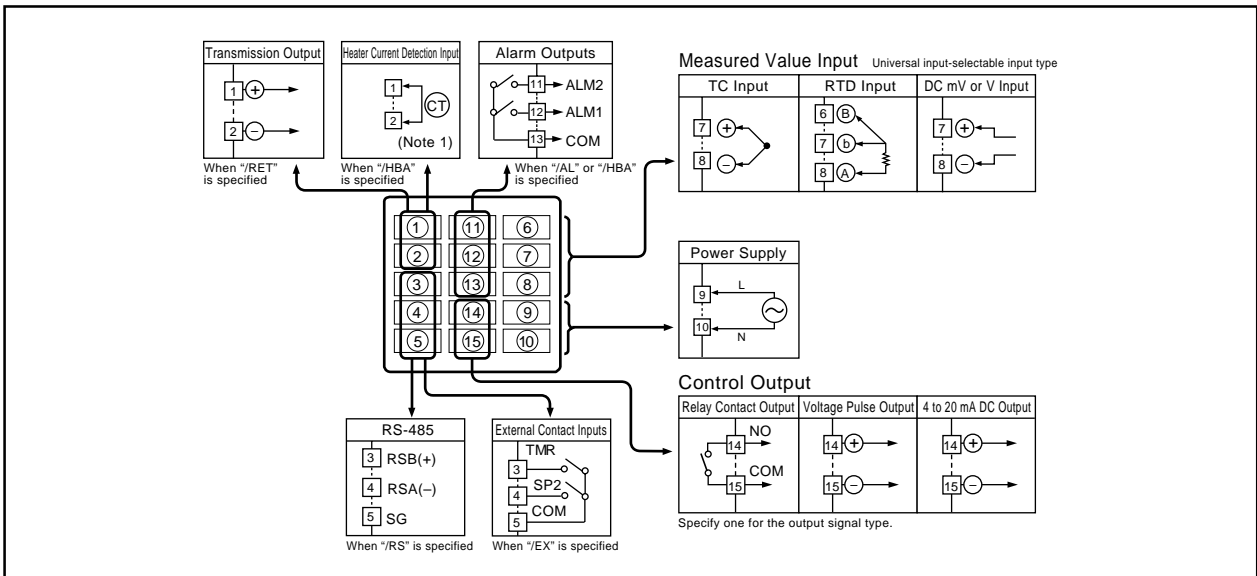 Transmission Output
1 +
2 −
When "/RET"
is specified
Heater Current Detection Input
1
2
CT
(Note 1)
When "/HBA"
is specified
Alarm Outputs
11 ALM2
12 ALM1
13 COM
When "/AL" or "/HBA"
is specified
Measured Value Input Universal input-selectable input type
TC Input
7 +
8 −
RTD Input
6 B
7 b
8 A
DC mV or V Input
7 +
8 −
1 11 6
2 12 7
3 13 8
4 14 9
5 15 10
Power Supply
9 L
10 N
Control Output
Relay Contact Output
14 NO
15 COM
Voltage Pulse Output
14 +
15 −
4 to 20 mA DC Output
14 +
15 −
Specify one for the output signal type.
RS-485
3 RSB(+)
4 RSA(−)
5 SG
When "/RS" is specified
External Contact Inputs
TMR
3
SP2
4
COM
5
When "/EX" is specified